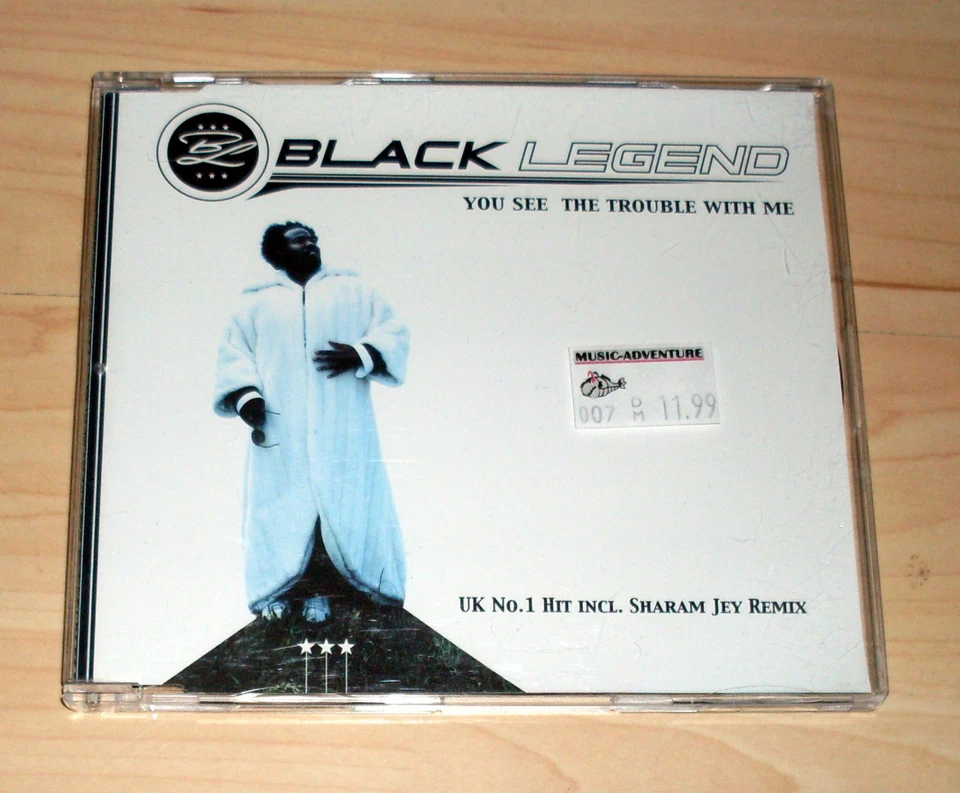 BL
BLACK LEGEND
YOU SEE THE TROUBLE WITH ME
MUSIC-ADVENTURE
007 DM 11.99
UK NO.1 HIT INCL. SHARAM JEY REMIX